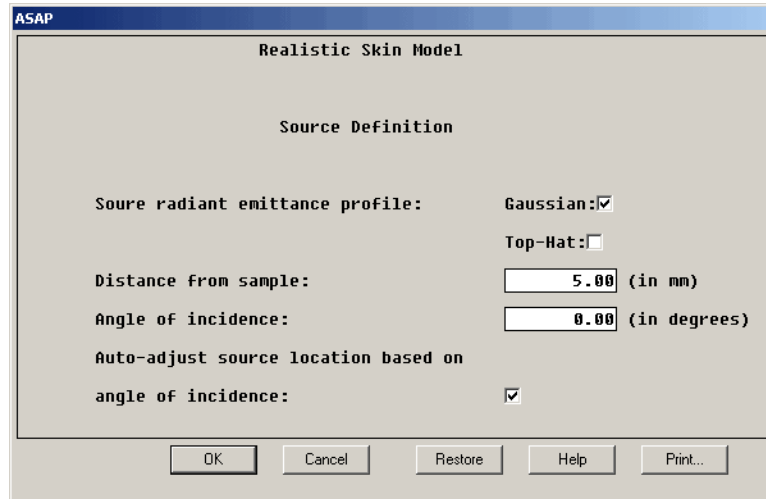 ASAP
Realistic Skin Model
Source Definition
Soure radiant emittance profile: Gaussian:
Top-Hat:
Distance from sample: 5.00 (in mm)
Angle of incidence: 0.00 (in degrees)
Auto-adjust source location based on
angle of incidence:
OK Cancel Restore Help Print...